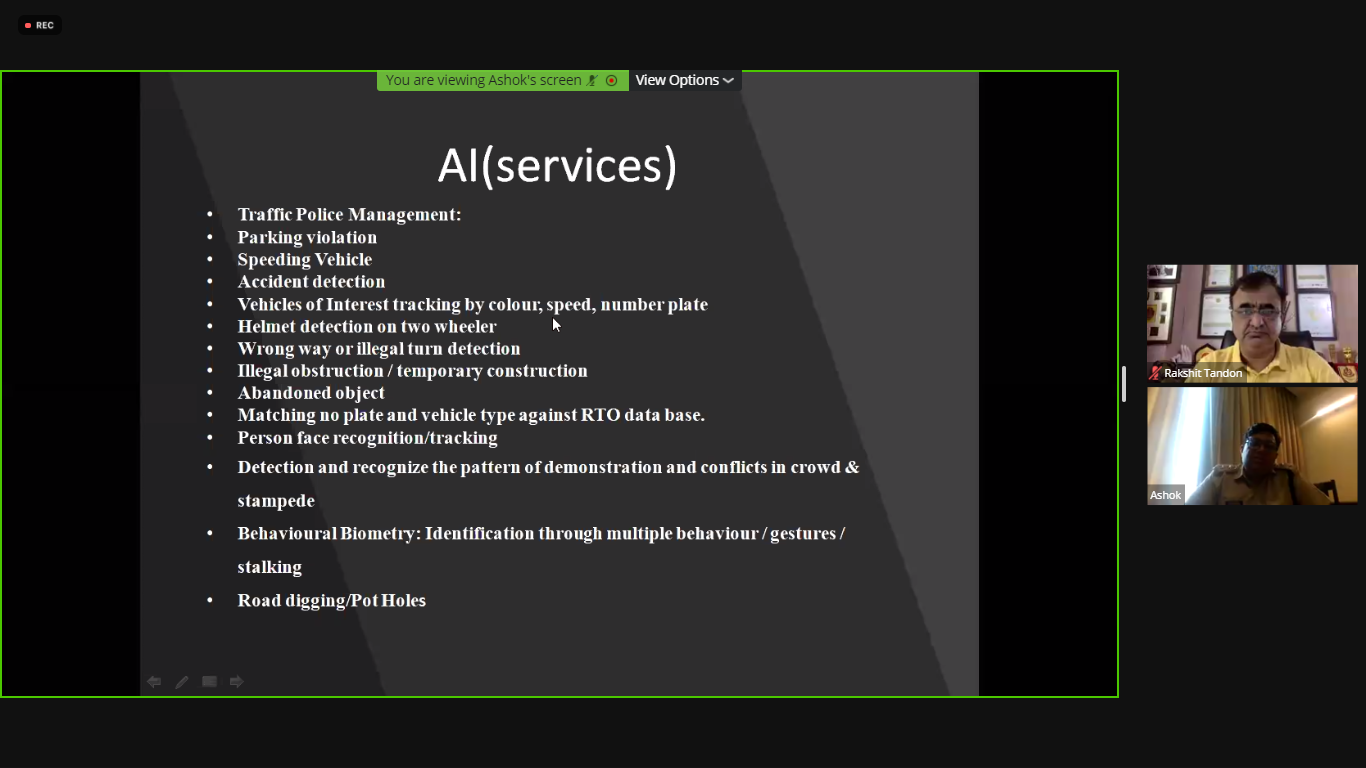 REC
You are viewing Ashok's screen
View Options
AI(services)
• Traffic Police Management:
• Parking violation
• Speeding Vehicle
• Accident detection
• Vehicles of Interest tracking by colour, speed, number plate
• Helmet detection on two wheeler
• Wrong way or illegal turn detection
• Illegal obstruction / temporary construction
• Abandoned object
• Matching no plate and vehicle type against RTO data base.
• Person face recognition/tracking
• Detection and recognize the pattern of demonstration and conflicts in crowd &
stampede
• Behavioural Biometry: Identification through multiple behaviour / gestures /
stalking
• Road digging/Pot Holes
Rakshit Tandon
Ashok